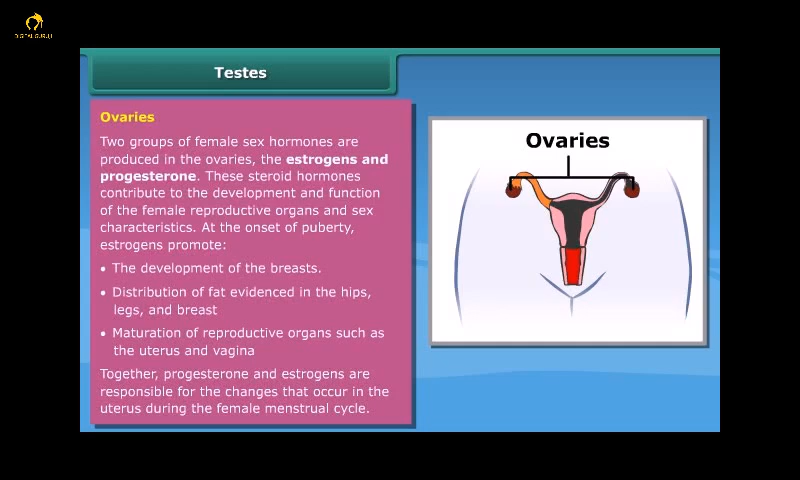 DIGITAL GURUJI
Testes
Ovaries
Two groups of female sex hormones are
produced in the ovaries, the estrogens and
progesterone. These steroid hormones
contribute to the development and function
of the female reproductive organs and sex
characteristics. At the onset of puberty,
estrogens promote:
• The development of the breasts.
• Distribution of fat evidenced in the hips,
legs, and breast
• Maturation of reproductive organs such as
the uterus and vagina
Together, progesterone and estrogens are
responsible for the changes that occur in the
uterus during the female menstrual cycle.
Ovaries